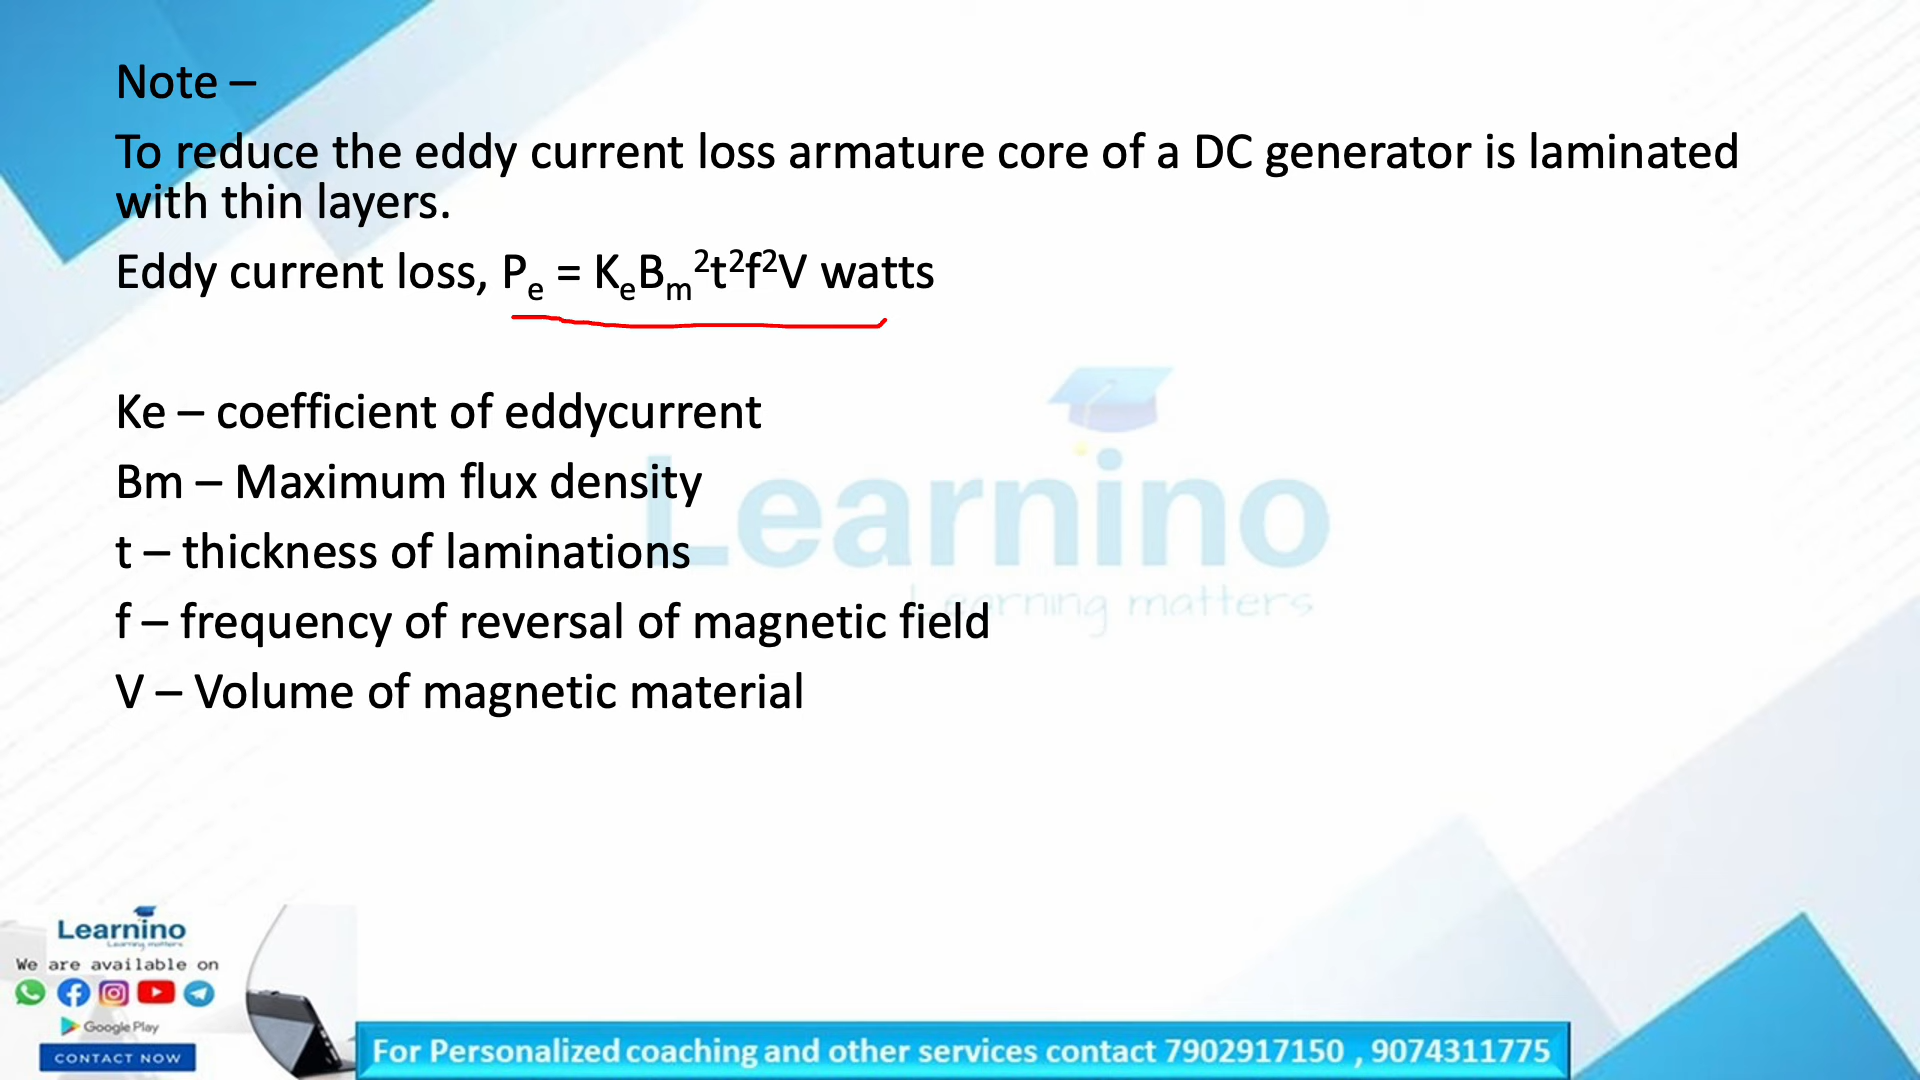 Note –
To reduce the eddy current loss armature core of a DC generator is laminated
with thin layers.
Eddy current loss, Pₑ = KₑBₘ²t²f²V watts
Ke – coefficient of eddycurrent
Bm – Maximum flux density
t – thickness of laminations
f – frequency of reversal of magnetic field
V – Volume of magnetic material
Learnino
Learning matters
Learnino
Learning matters
We are available on
Google Play
CONTACT NOW
For Personalized coaching and other services contact 7902917150 , 9074311775